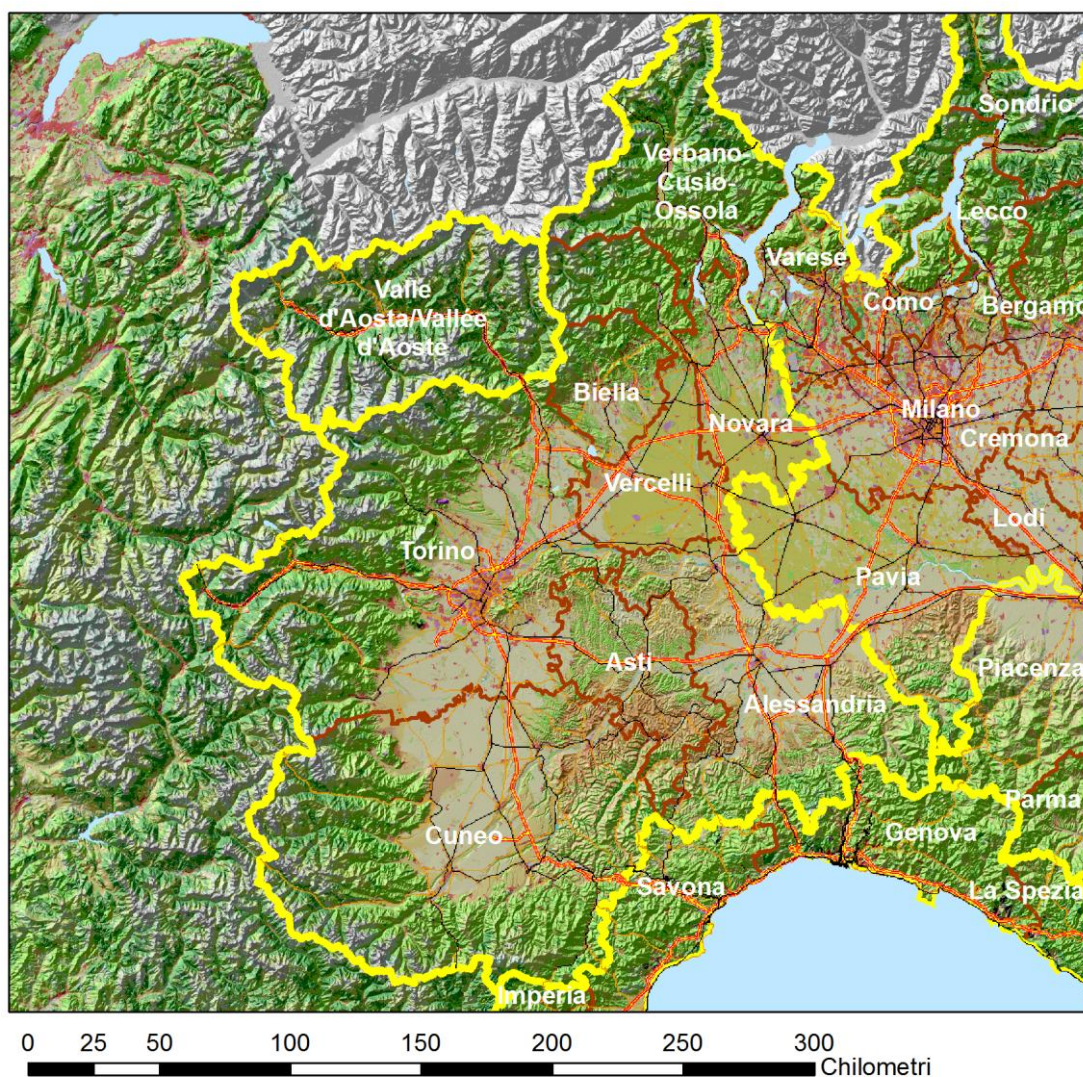 Sondrio
Verbano-
Cusio-
Ossola
Lecco
Varese
Valle
d'Aosta/Vallée
d'Aoste
Como
Bergamo
Biella
Novara
Milano
Cremona
Vercelli
Lodi
Torino
Pavia
Asti
Piacenza
Alessandria
Parma
Cuneo
Genova
Savona
La Spezia
Imperia
0 25 50 100 150 200 250 300
Chilometri